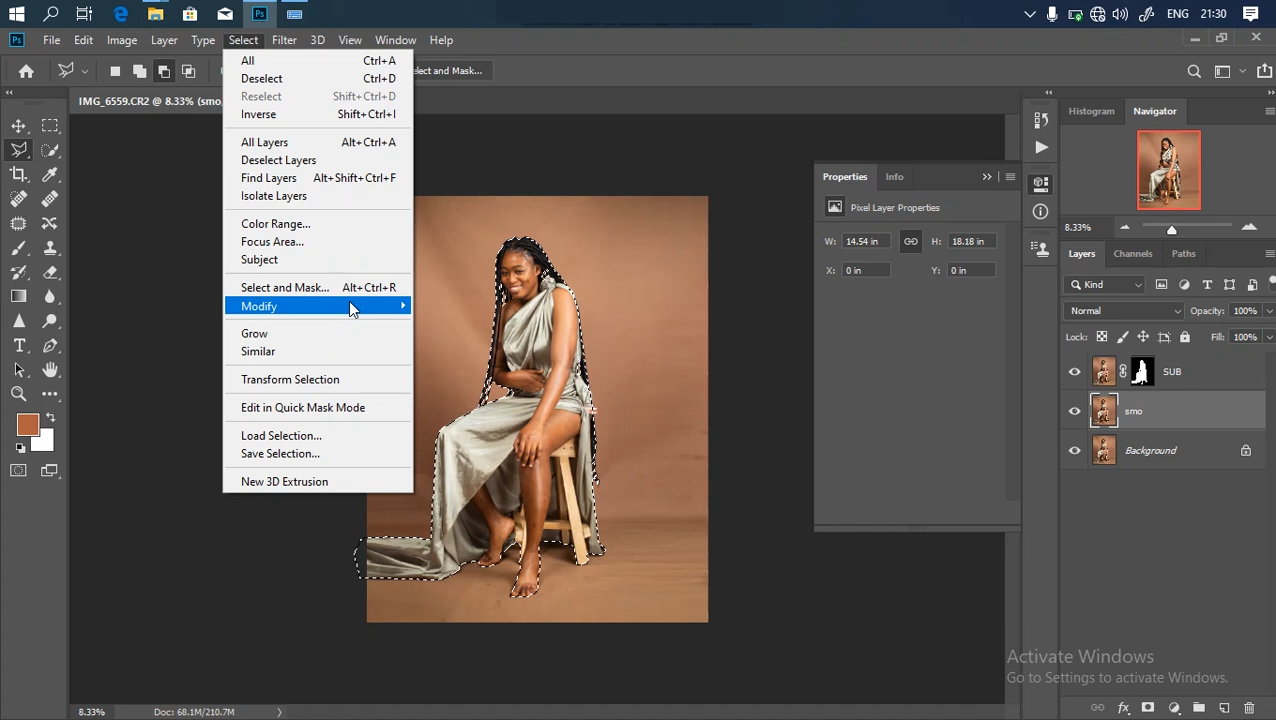 ENG 21:30
Ps File Edit Image Layer Type Select Filter 3D View Window Help
elect and Mask...
IMG_6559.CR2 @ 8.33% (smo,
All Ctrl+A
Deselect Ctrl+D
Reselect Shift+Ctrl+D
Inverse Shift+Ctrl+I
All Layers Alt+Ctrl+A
Deselect Layers
Find Layers Alt+Shift+Ctrl+F
Isolate Layers
Color Range...
Focus Area...
Subject
Select and Mask... Alt+Ctrl+R
Modify
Grow
Similar
Transform Selection
Edit in Quick Mask Mode
Load Selection...
Save Selection...
New 3D Extrusion
Properties Info
Pixel Layer Properties
W: 14.54 in H: 18.18 in
X: 0 in Y: 0 in
Histogram Navigator
8.33%
Layers Channels Paths
Kind
Normal Opacity: 100%
Lock: Fill: 100%
SUB
smo
Background
Activate Windows
Go to Settings to activate Windows.
8.33% Doc: 68.1M/210.7M